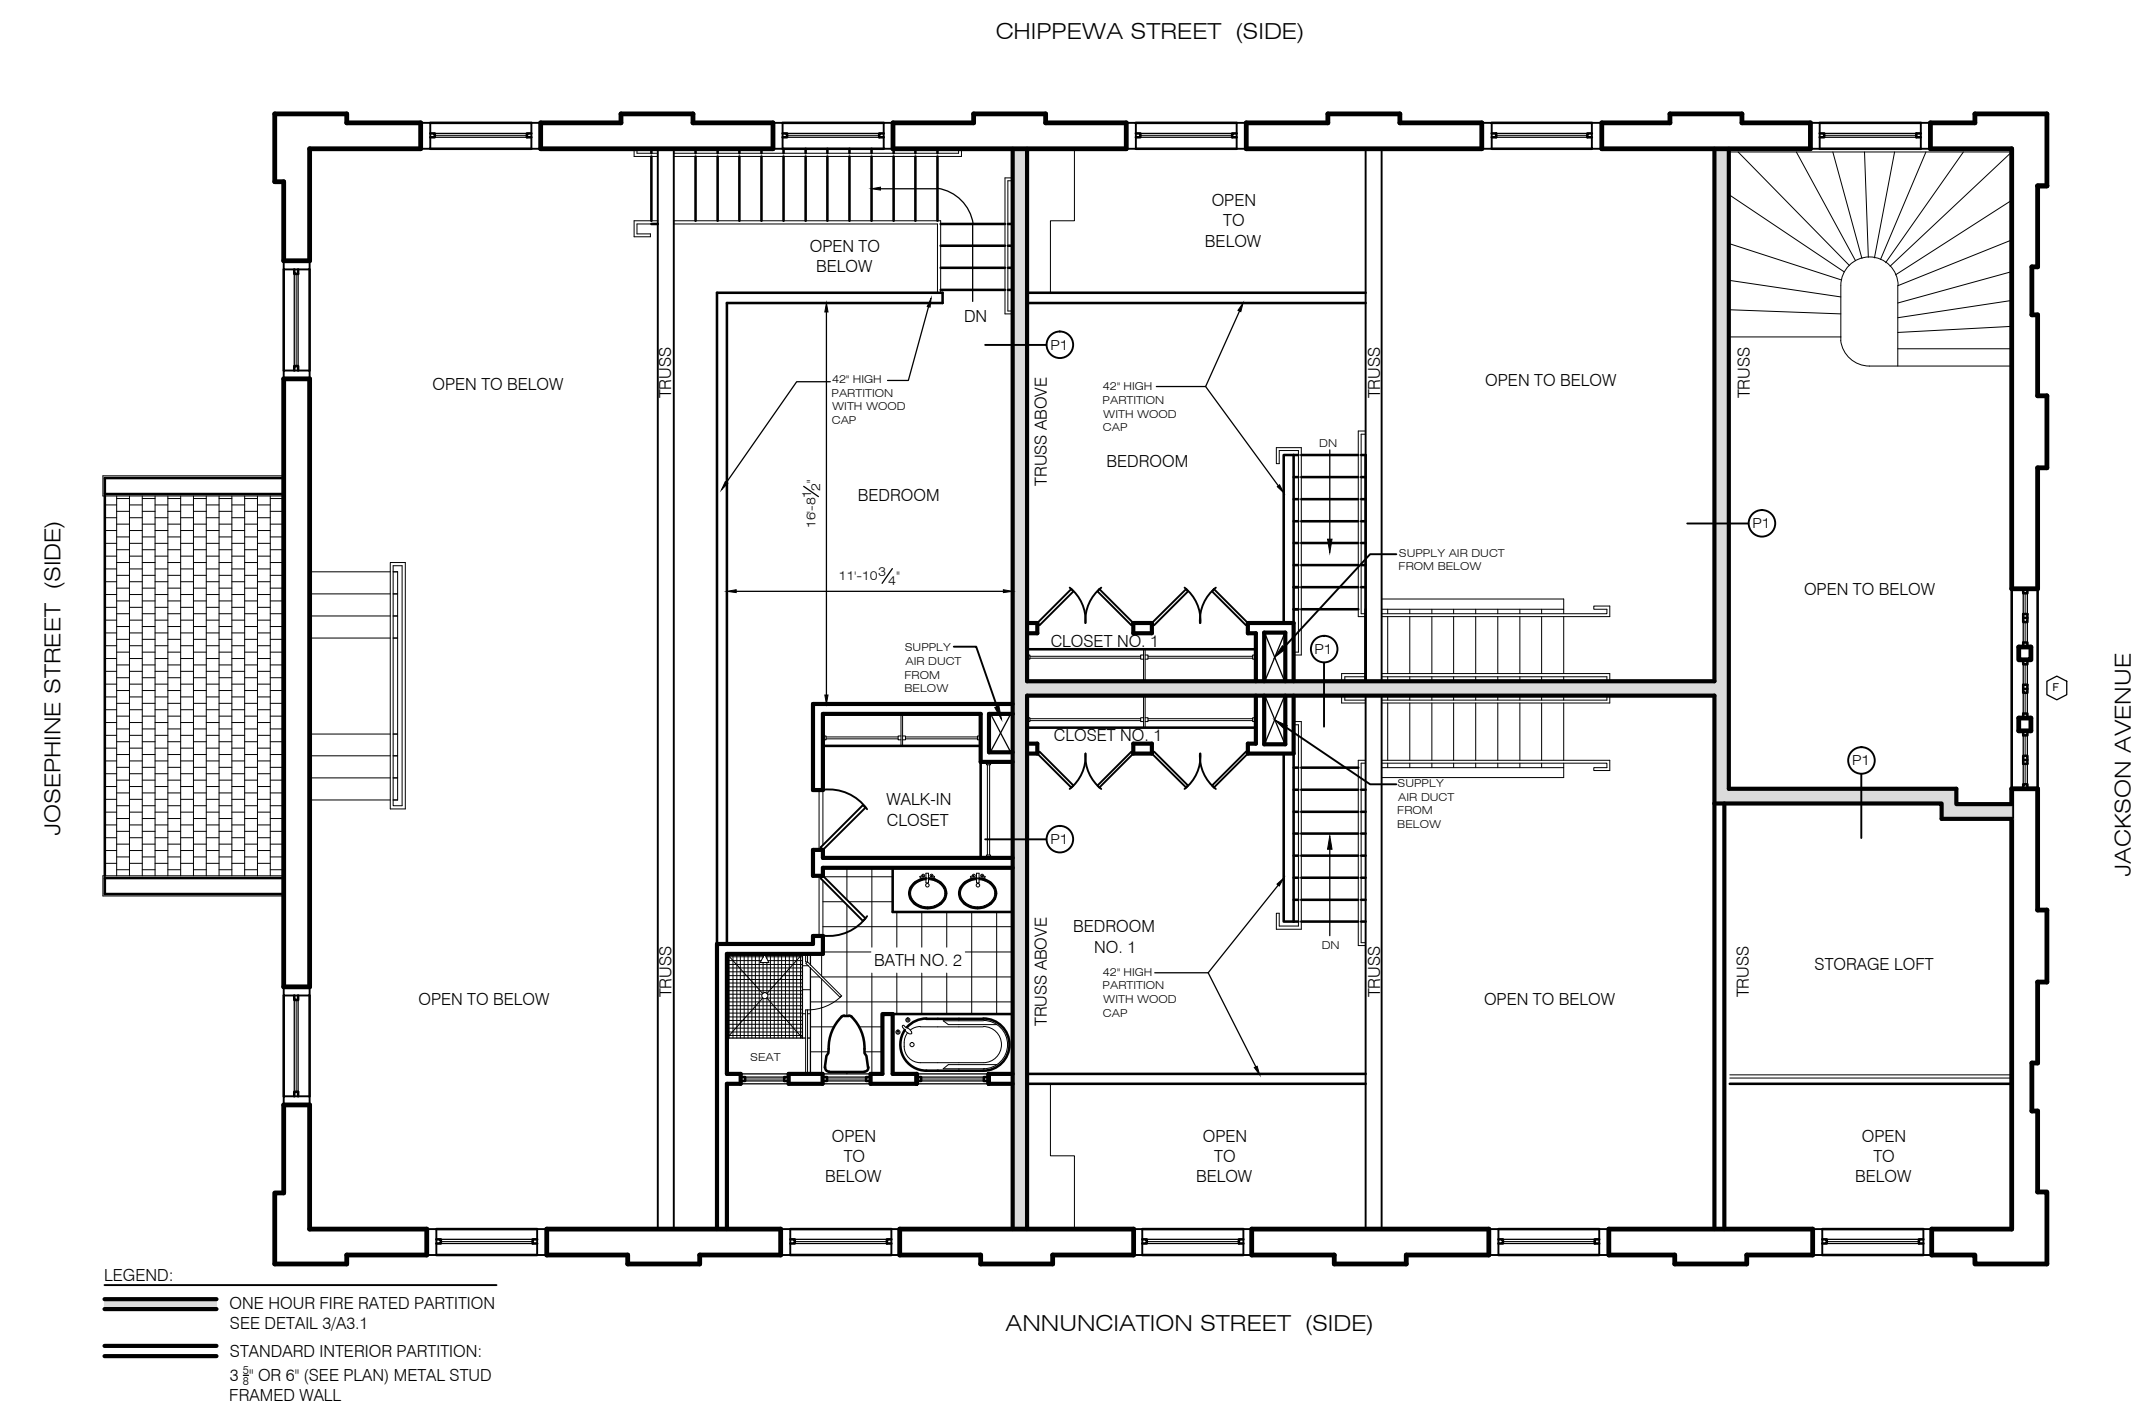 CHIPPEWA STREET (SIDE)
OPEN
TO
BELOW
OPEN TO
BELOW
DN
P1
TRUSS
OPEN TO BELOW
42" HIGH
PARTITION
WITH WOOD
CAP
TRUSS ABOVE
42" HIGH
PARTITION
WITH WOOD
CAP
TRUSS
OPEN TO BELOW
TRUSS
BEDROOM
DN
BEDROOM
16'-8½"
P1
SUPPLY AIR DUCT
FROM BELOW
11'-10¾"
OPEN TO BELOW
JOSEPHINE STREET (SIDE)
SUPPLY
AIR DUCT
FROM
BELOW
CLOSET NO. 1
P1
F
JACKSON AVENUE
CLOSET NO. 1
P1
SUPPLY
AIR DUCT
FROM
BELOW
WALK-IN
CLOSET
P1
BEDROOM
NO. 1
DN
BATH NO. 2
TRUSS
TRUSS ABOVE
42" HIGH
PARTITION
WITH WOOD
CAP
TRUSS
TRUSS
STORAGE LOFT
OPEN TO BELOW
OPEN TO BELOW
SEAT
OPEN
TO
BELOW
OPEN
TO
BELOW
OPEN
TO
BELOW
LEGEND:
ONE HOUR FIRE RATED PARTITION
SEE DETAIL 3/A3.1
STANDARD INTERIOR PARTITION:
3 ⅝" OR 6" (SEE PLAN) METAL STUD
FRAMED WALL
ANNUNCIATION STREET (SIDE)